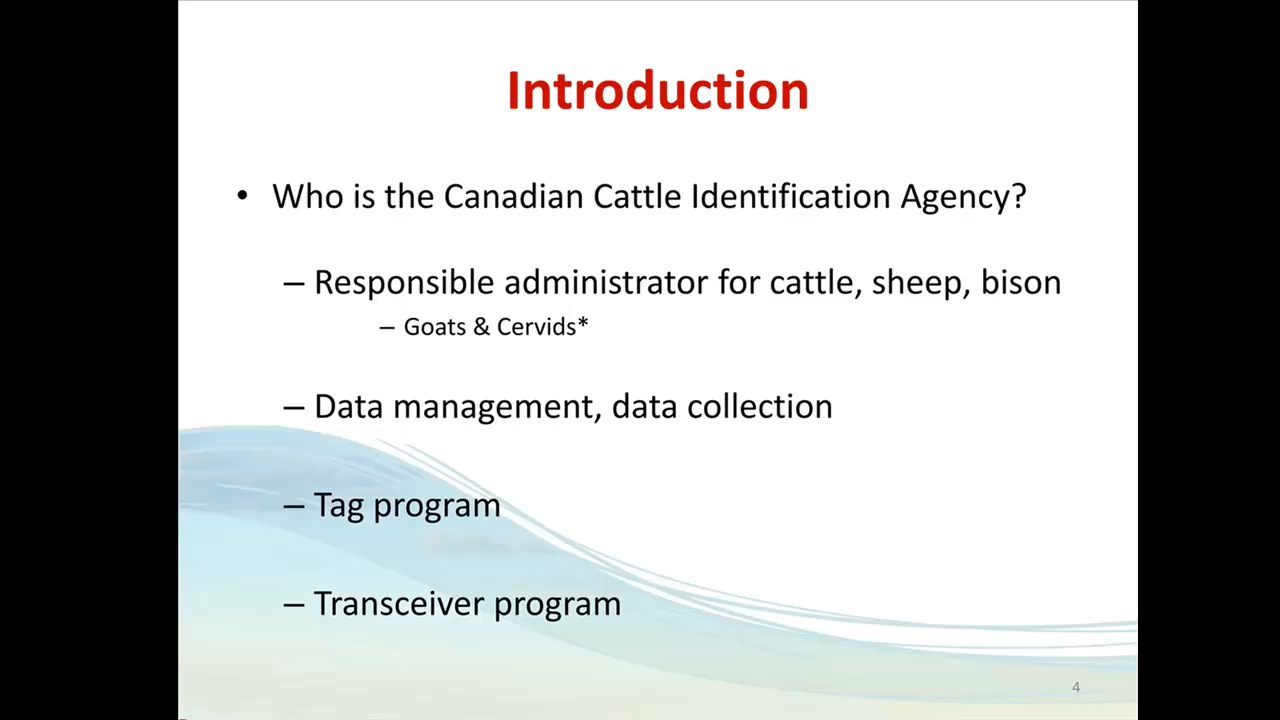 Introduction
• Who is the Canadian Cattle Identification Agency?
– Responsible administrator for cattle, sheep, bison
– Goats & Cervids*
– Data management, data collection
– Tag program
– Transceiver program
4